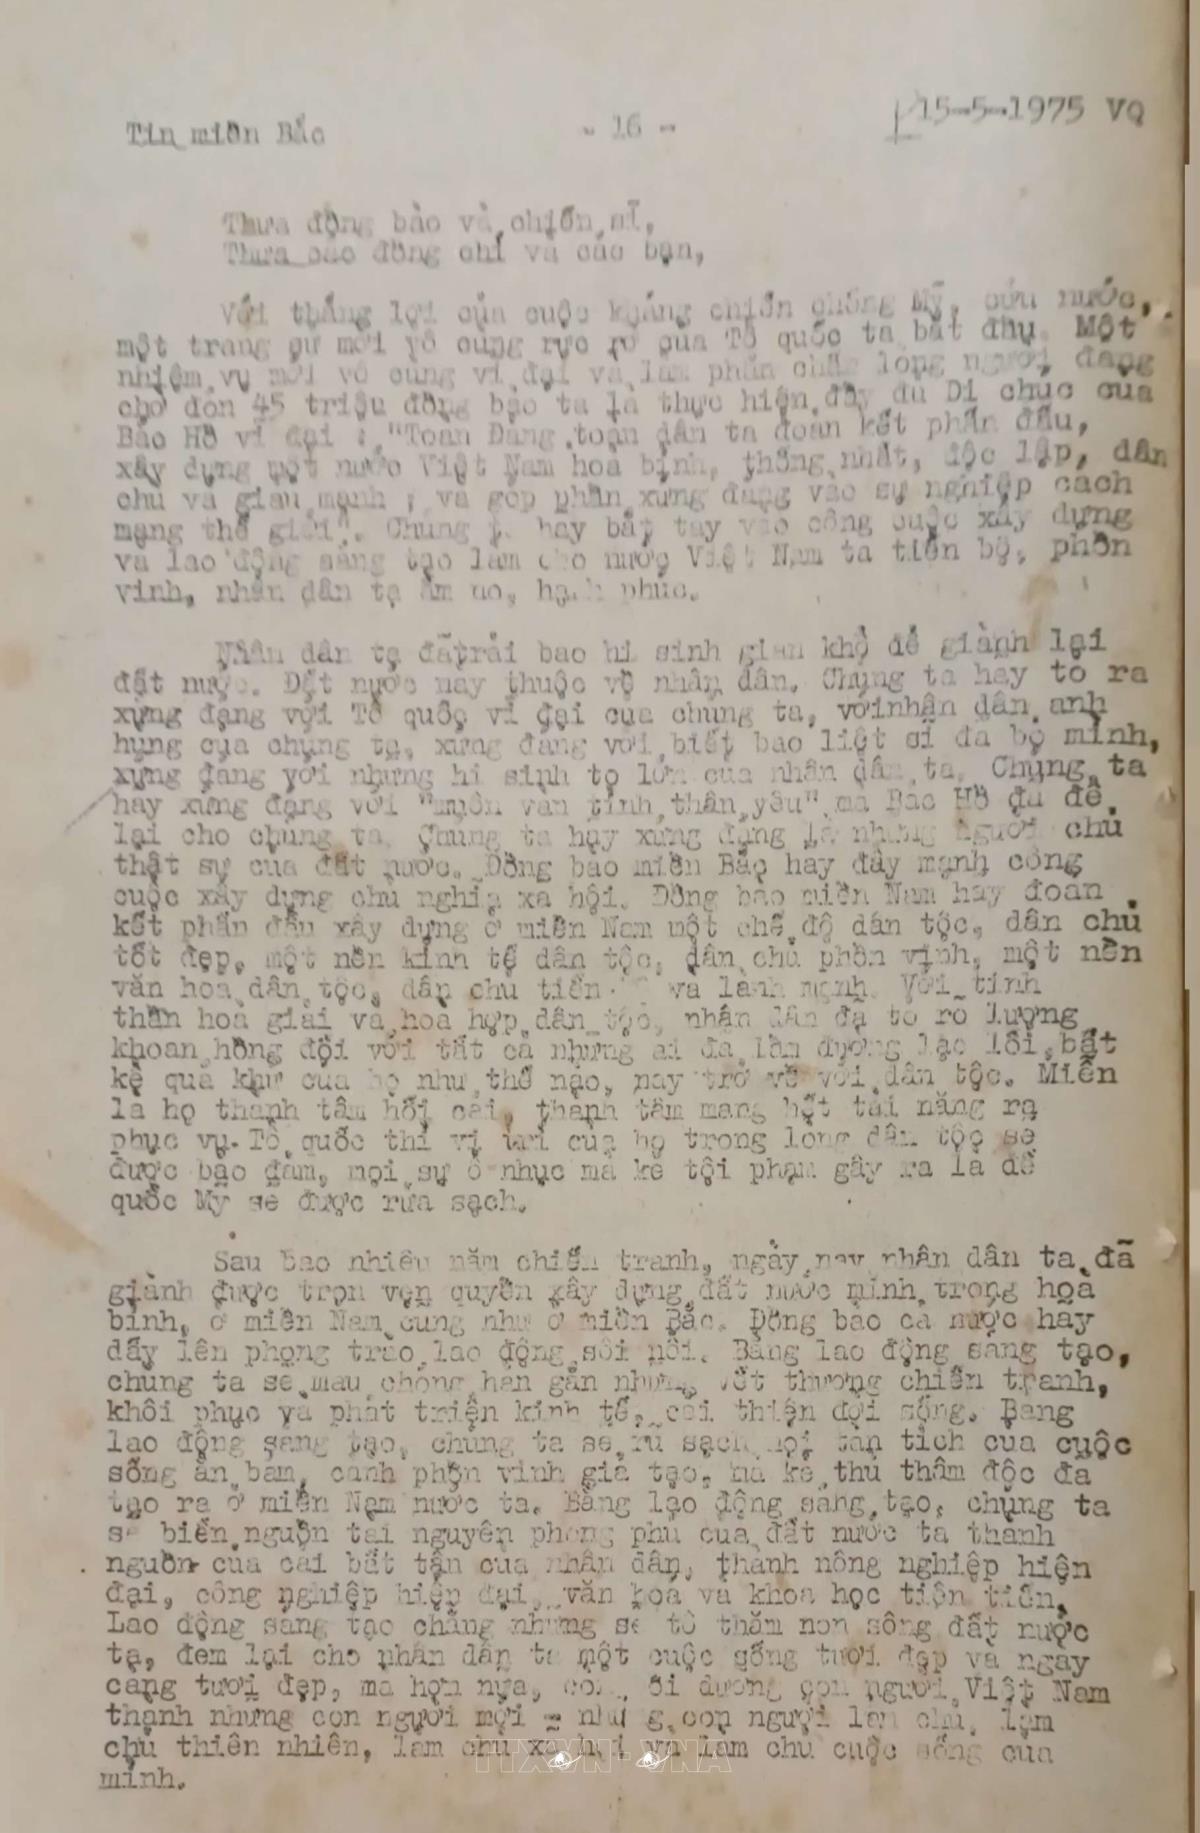 Tin miền Bắc
- 16 -
15-5-1975 VQ
Thưa đồng bào và chiến sĩ,
Thưa các đồng chí và các bạn,
Với thắng lợi của cuộc kháng chiến chống Mỹ, cứu nước,
một trang sử mới vô cùng rực rỡ của Tổ quốc ta bắt đầu. Một
nhiệm vụ mới vô cùng vĩ đại và làm phấn chấn lòng người đang
chờ đón 45 triệu đồng bào ta là thực hiện đầy đủ Di chúc của
Bác Hồ vĩ đại : "Toàn Đảng toàn dân ta đoàn kết phấn đấu,
xây dựng một nước Việt Nam hoà bình, thống nhất, độc lập, dân
chủ và giàu mạnh ; và góp phần xứng đáng vào sự nghiệp cách
mạng thế giới". Chúng ta hãy bắt tay vào công cuộc xây dựng
và lao động sáng tạo làm cho nước Việt Nam ta tiến bộ, phồn
vinh, nhân dân ta ấm no, hạnh phúc.
Nhân dân ta đãtrải bao hi sinh gian khổ để giành lại
đất nước. Đất nước này thuộc về nhân dân. Chúng ta hãy tỏ ra
xứng đáng với Tổ quốc vĩ đại của chúng ta, vớinhân dân anh
hùng của chúng ta, xứng đáng với biết bao liệt sĩ đã bỏ mình,
xứng đáng với những hi sinh to lớn của nhân dân ta. Chúng ta
hãy xứng đáng với "muôn vàn tình thân yêu" mà Bác Hồ đã để
lại cho chúng ta. Chúng ta hãy xứng đáng là những người chủ
thật sự của đất nước. Đồng bào miền Bắc hãy đẩy mạnh công
cuộc xây dựng chủ nghĩa xã hội. Đồng bào miền Nam hãy đoàn
kết phấn đấu xây dựng ở miền Nam một chế độ dân tộc, dân chủ
tốt đẹp, một nền kinh tế dân tộc, dân chủ phồn vinh, một nền
văn hoá dân tộc, dân chủ tiến bộ và lành mạnh. Với tinh
thần hoà giải và hoà hợp dân tộc, nhân dân đã tỏ rõ lượng
khoan hồng đối với tất cả những ai đã lầm đường lạc lối, bất
kể quá khứ của họ như thế nào, nay trở về với dân tộc. Miễn
là họ thành tâm hối cải, thành tâm mang hết tài năng ra
phục vụ Tổ quốc thì vị trí của họ trong lòng dân tộc sẽ
được bảo đảm, mọi sự ô nhục mà kẻ tội phạm gây ra là đế
quốc Mỹ sẽ được rửa sạch.
Sau bao nhiêu năm chiến tranh, ngày nay nhân dân ta đã
giành được trọn vẹn quyền xây dựng đất nước mình trong hoà
bình, ở miền Nam cũng như ở miền Bắc. Đồng bào cả nước hãy
dấy lên phong trào lao động sôi nổi. Bằng lao động sáng tạo,
chúng ta sẽ mau chóng hàn gắn những vết thương chiến tranh,
khôi phục và phát triển kinh tế, cải thiện đời sống. Bằng
lao động sáng tạo, chúng ta sẽ rũ sạch mọi tàn tích của cuộc
sống ăn bám, cảnh phồn vinh giả tạo, mà kẻ thù thâm độc đã
tạo ra ở miền Nam nước ta. Bằng lao động sáng tạo, chúng ta
sẽ biến nguồn tài nguyên phong phú của đất nước ta thành
nguồn của cải bất tận của nhân dân, thành nông nghiệp hiện
đại, công nghiệp hiện đại, văn hoá và khoa học tiên tiến.
Lao động sáng tạo chẳng những sẽ tô thắm non sông đất nước
ta, đem lại cho nhân dân ta một cuộc sống tươi đẹp và ngày
càng tươi đẹp, mà hơn nữa, còn bồi dưỡng con người Việt Nam
thành những con người mới - những con người làm chủ, làm
chủ thiên nhiên, làm chủ xã hội và làm chủ cuộc sống của
mình.
TTXVN - VNA